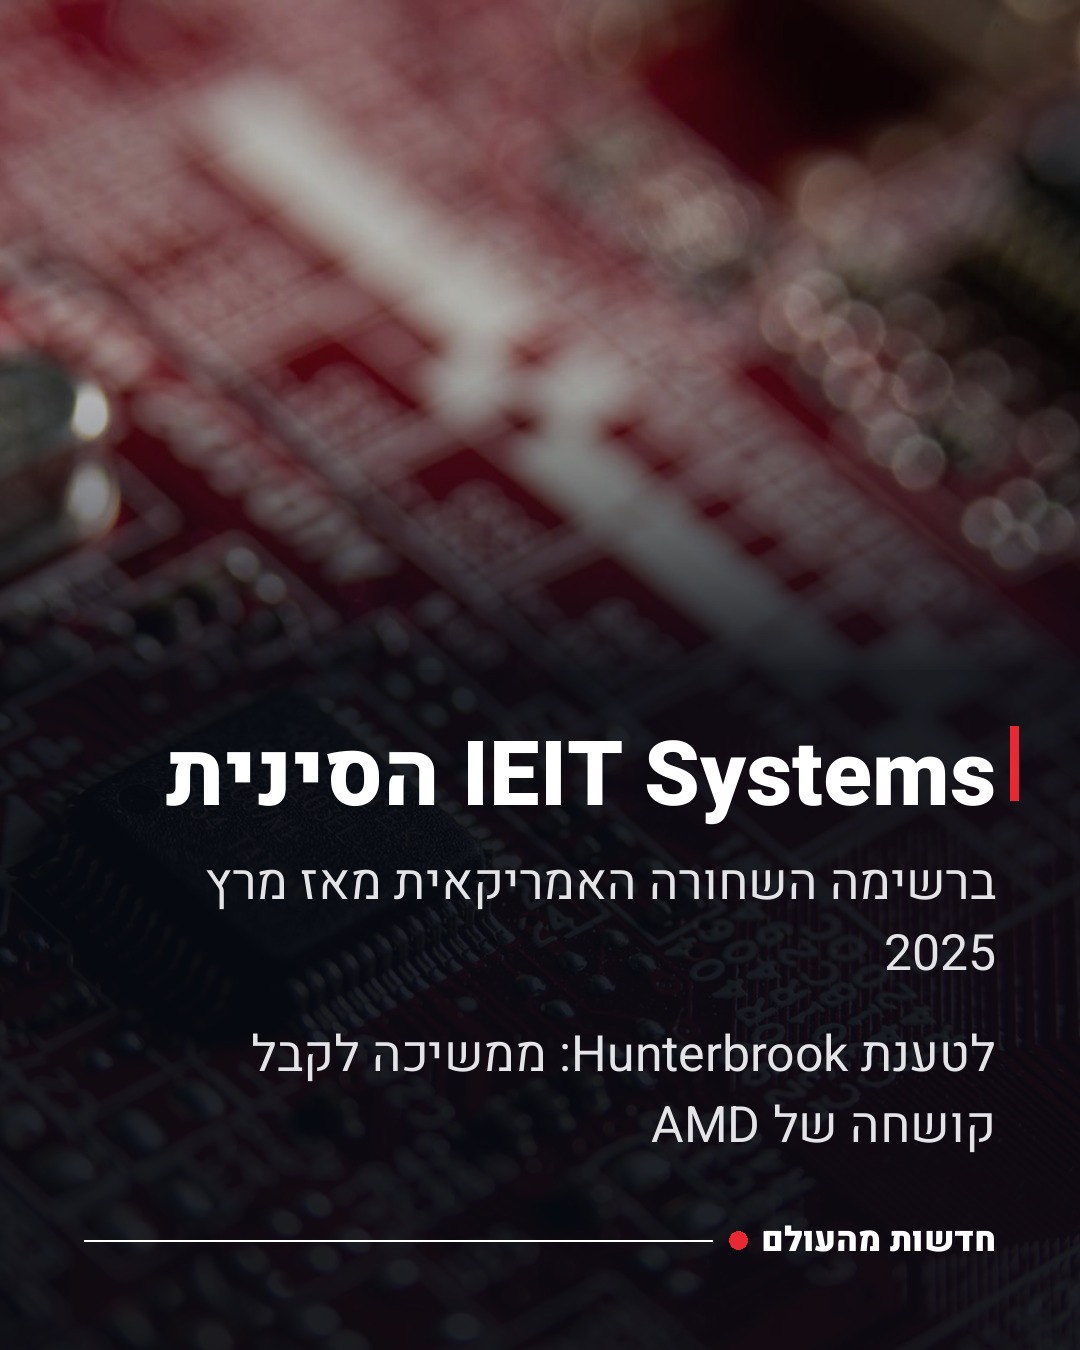 IEIT Systems הסינית
ברשימה השחורה האמריקאית מאז מרץ
2025
לטענת Hunterbrook: ממשיכה לקבל
קושחה של AMD
חדשות מהעולם